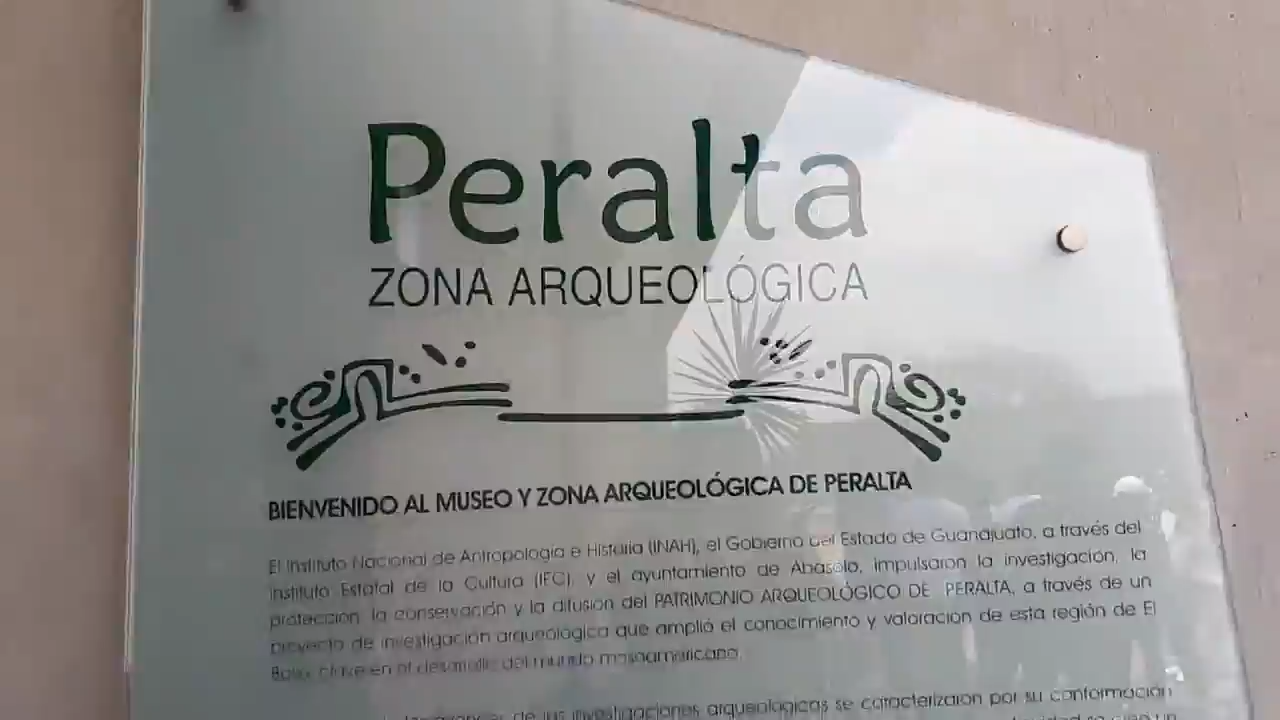 Peralta
ZONA ARQUEOLÓGICA
BIENVENIDO AL MUSEO Y ZONA ARQUEOLÓGICA DE PERALTA
El Instituto Nacional de Antropología e Historia (INAH), el Gobierno del Estado de Guanajuato, a través del
Instituto Estatal de la Cultura (IEC), y el ayuntamiento de Abasolo, impulsaron la investigación, la
protección, la conservación y la difusión del PATRIMONIO ARQUEOLÓGICO DE PERALTA, a través de un
proyecto de investigación arqueológica que amplió el conocimiento y valoración de esta región de El
Bajío, clave en el desarrollo del mundo mesoamericano.
de las investigaciones arqueológicas se caracterizaron por su conformación